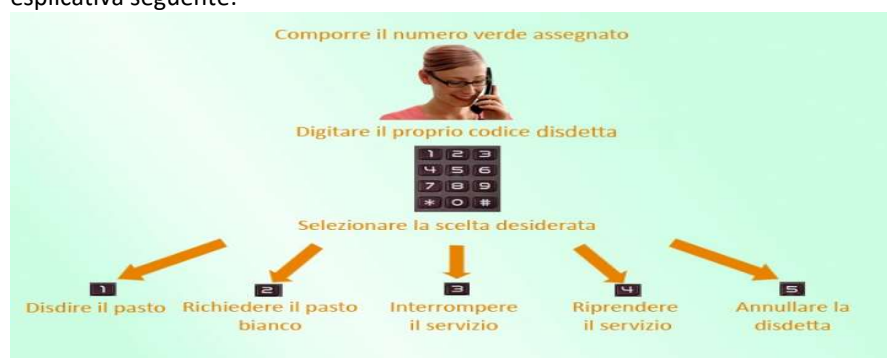 esplicativa seguente:
Comporre il numero verde assegnato
Digitare il proprio codice disdetta
1 2 3
4 5 6
7 8 9
* 0 #
Selezionare la scelta desiderata
1 2 3 4 5
Disdire il pasto Richiedere il pasto Interrompere Riprendere Annullare la
bianco il servizio il servizio disdetta